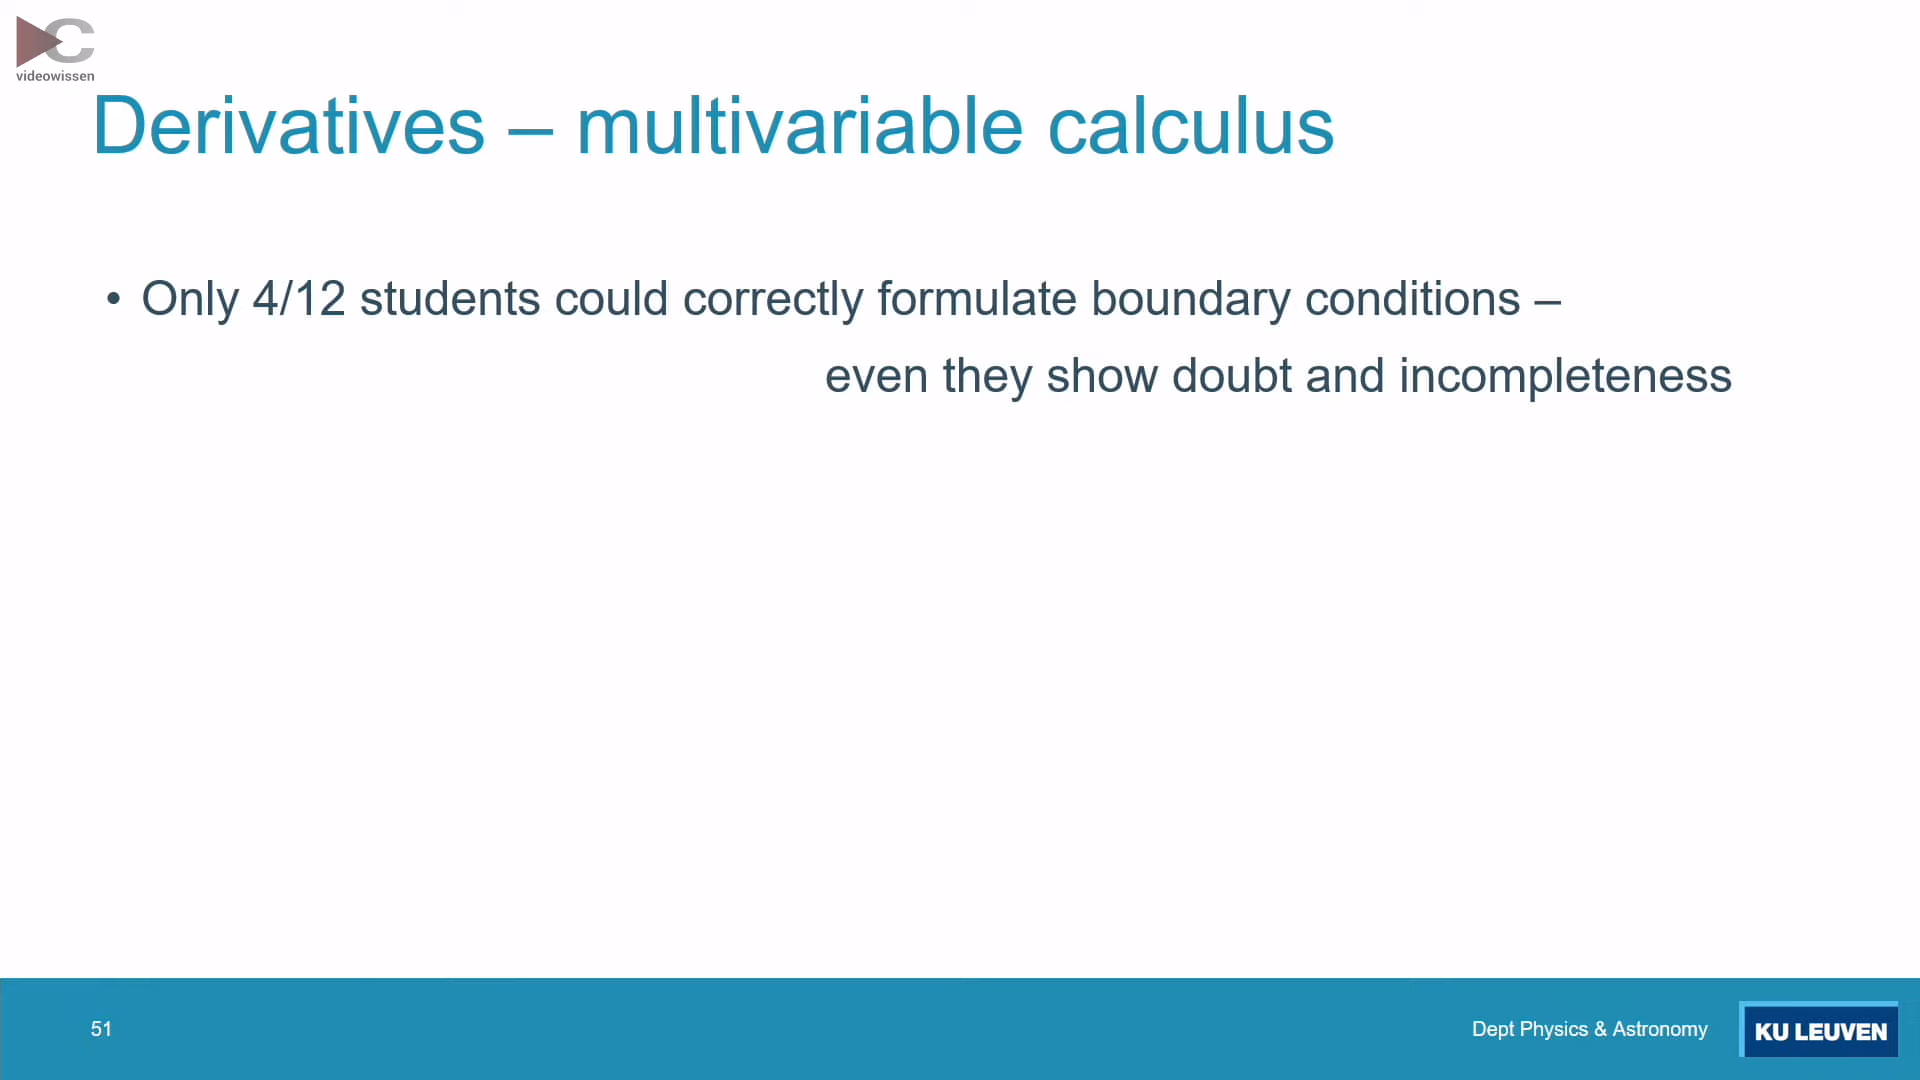 videowissen
Derivatives – multivariable calculus
• Only 4/12 students could correctly formulate boundary conditions –
even they show doubt and incompleteness
51
Dept Physics & Astronomy
KU LEUVEN